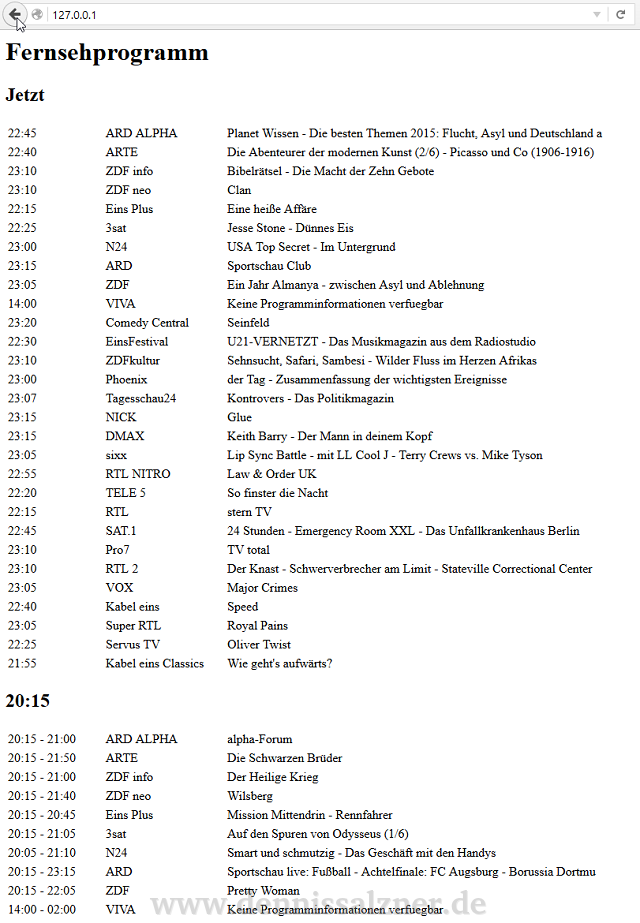 127.0.0.1
Fernsehprogramm
Jetzt
22:45 ARD ALPHA Planet Wissen - Die besten Themen 2015: Flucht, Asyl und Deutschland a
22:40 ARTE Die Abenteurer der modernen Kunst (2/6) - Picasso und Co (1906-1916)
23:10 ZDF info Bibelrätsel - Die Macht der Zehn Gebote
23:10 ZDF neo Clan
22:15 Eins Plus Eine heiße Affäre
22:25 3sat Jesse Stone - Dünnes Eis
23:00 N24 USA Top Secret - Im Untergrund
23:15 ARD Sportschau Club
23:05 ZDF Ein Jahr Almanya - zwischen Asyl und Ablehnung
14:00 VIVA Keine Programminformationen verfuegbar
23:20 Comedy Central Seinfeld
22:30 EinsFestival U21-VERNETZT - Das Musikmagazin aus dem Radiostudio
23:10 ZDFkultur Sehnsucht, Safari, Sambesi - Wilder Fluss im Herzen Afrikas
23:00 Phoenix der Tag - Zusammenfassung der wichtigsten Ereignisse
23:07 Tagesschau24 Kontrovers - Das Politikmagazin
23:15 NICK Glue
23:15 DMAX Keith Barry - Der Mann in deinem Kopf
23:05 sixx Lip Sync Battle - mit LL Cool J - Terry Crews vs. Mike Tyson
22:55 RTL NITRO Law & Order UK
22:20 TELE 5 So finster die Nacht
22:15 RTL stern TV
22:45 SAT.1 24 Stunden - Emergency Room XXL - Das Unfallkrankenhaus Berlin
23:10 Pro7 TV total
23:10 RTL 2 Der Knast - Schwerverbrecher am Limit - Stateville Correctional Center
23:05 VOX Major Crimes
22:40 Kabel eins Speed
23:05 Super RTL Royal Pains
22:25 Servus TV Oliver Twist
21:55 Kabel eins Classics Wie geht's aufwärts?
20:15
20:15 - 21:00 ARD ALPHA alpha-Forum
20:15 - 21:50 ARTE Die Schwarzen Brüder
20:15 - 21:00 ZDF info Der Heilige Krieg
20:15 - 21:40 ZDF neo Wilsberg
20:15 - 20:45 Eins Plus Mission Mittendrin - Rennfahrer
20:15 - 21:05 3sat Auf den Spuren von Odysseus (1/6)
20:05 - 21:10 N24 Smart und schmutzig - Das Geschäft mit den Handys
20:15 - 23:15 ARD Sportschau live: Fußball - Achtelfinale: FC Augsburg - Borussia Dortmu
20:15 - 22:05 ZDF Pretty Woman
14:00 - 02:00 VIVA Keine Programminformationen verfuegbar
www.dennissalzner.de